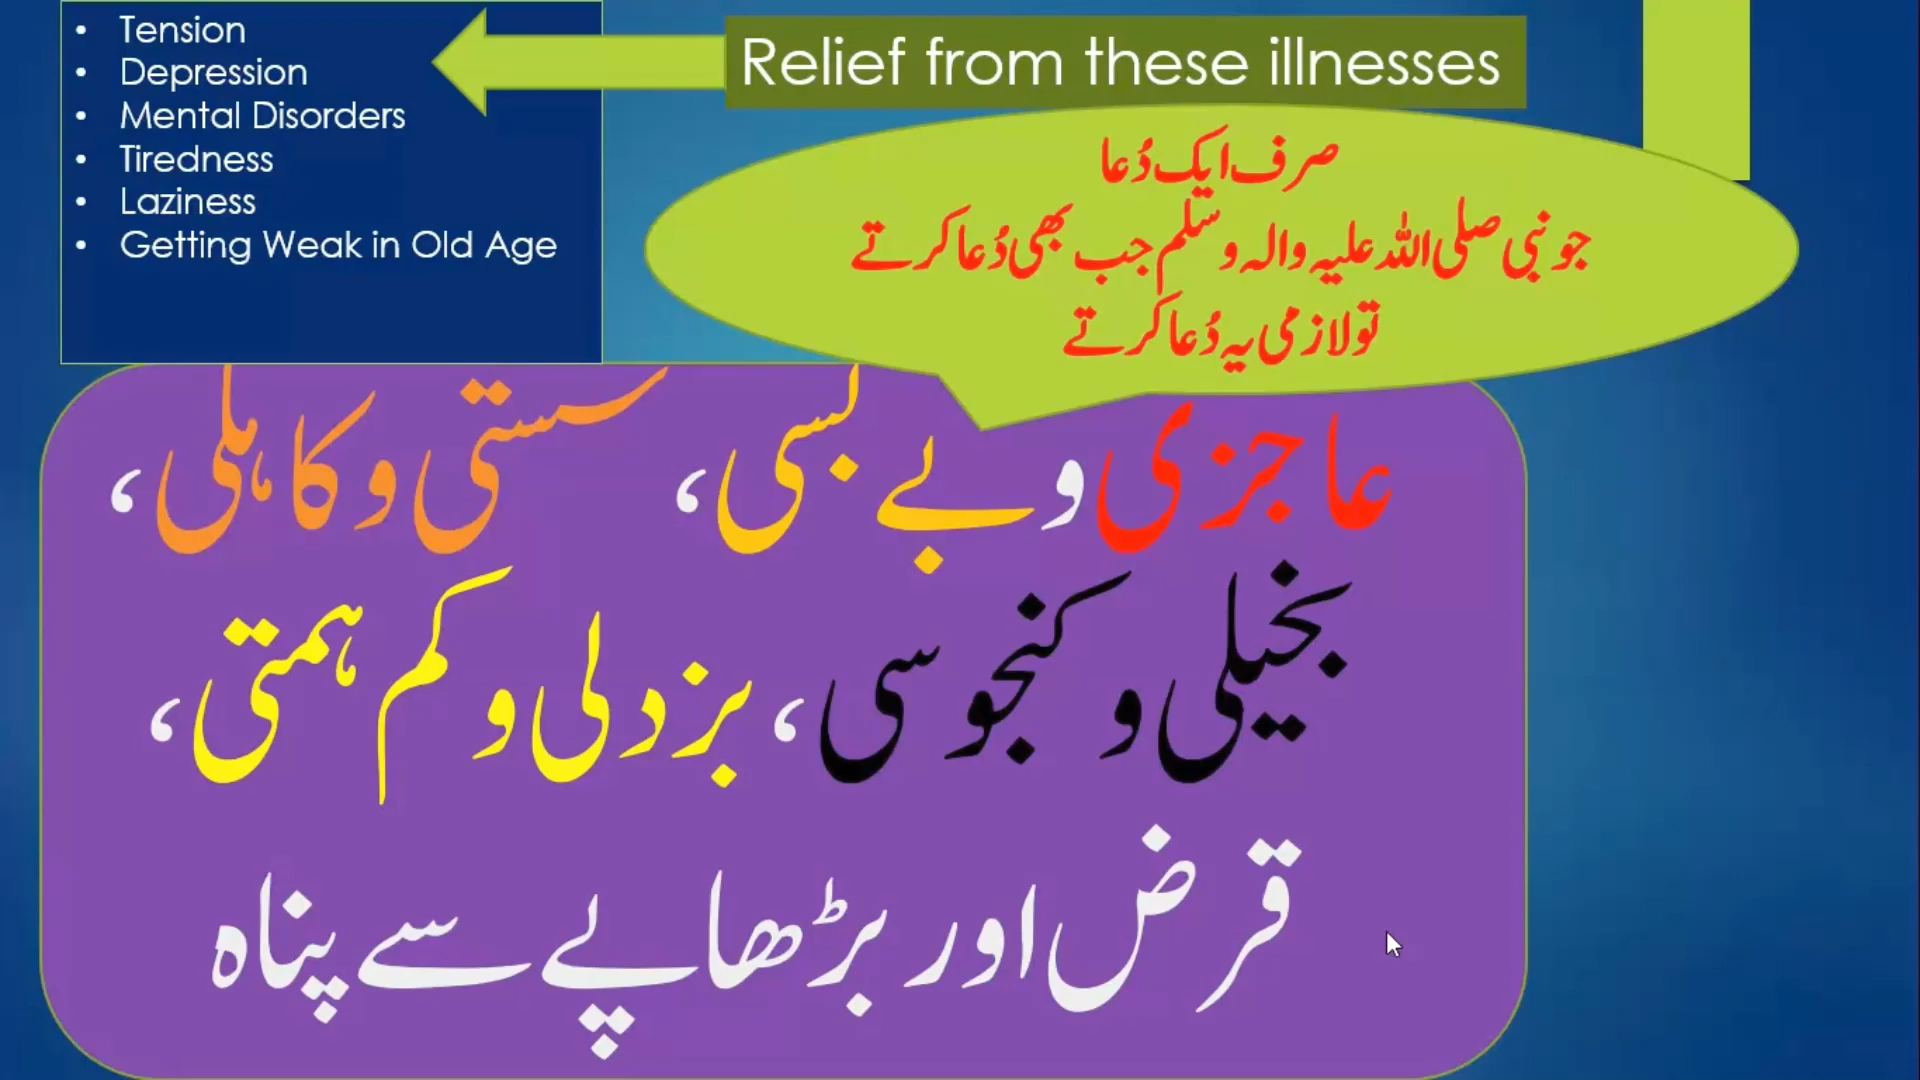 • Tension
• Depression
• Mental Disorders
• Tiredness
• Laziness
• Getting Weak in Old Age
Relief from these illnesses
صرف ایک دُعا
جو نبی صلی اللہ علیہ والہ وسلم جب بھی دُعا کرتے
تو لازمی یہ دُعا کرتے
عاجزی و بے بسی، سستی و کاہلی،
بخیلی و کنجوسی، بزدلی و کم ہمتی،
قرض اور بڑھاپے سے پناہ